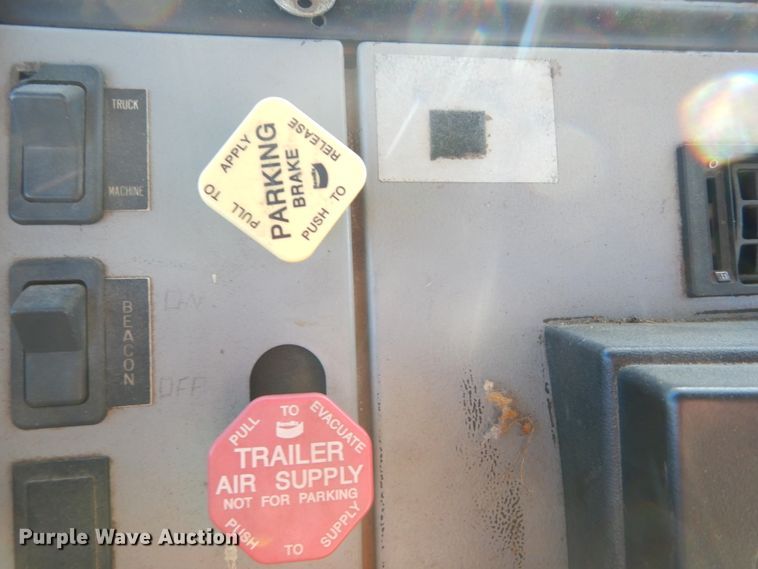 TRUCK
MACHINE
PULL TO APPLY
PARKING
BRAKE
PUSH TO RELEASE
BEACON
ON
OFF
PULL TO EVACUATE
TRAILER
AIR SUPPLY
NOT FOR PARKING
PUSH TO SUPPLY
Purple Wave Auction®